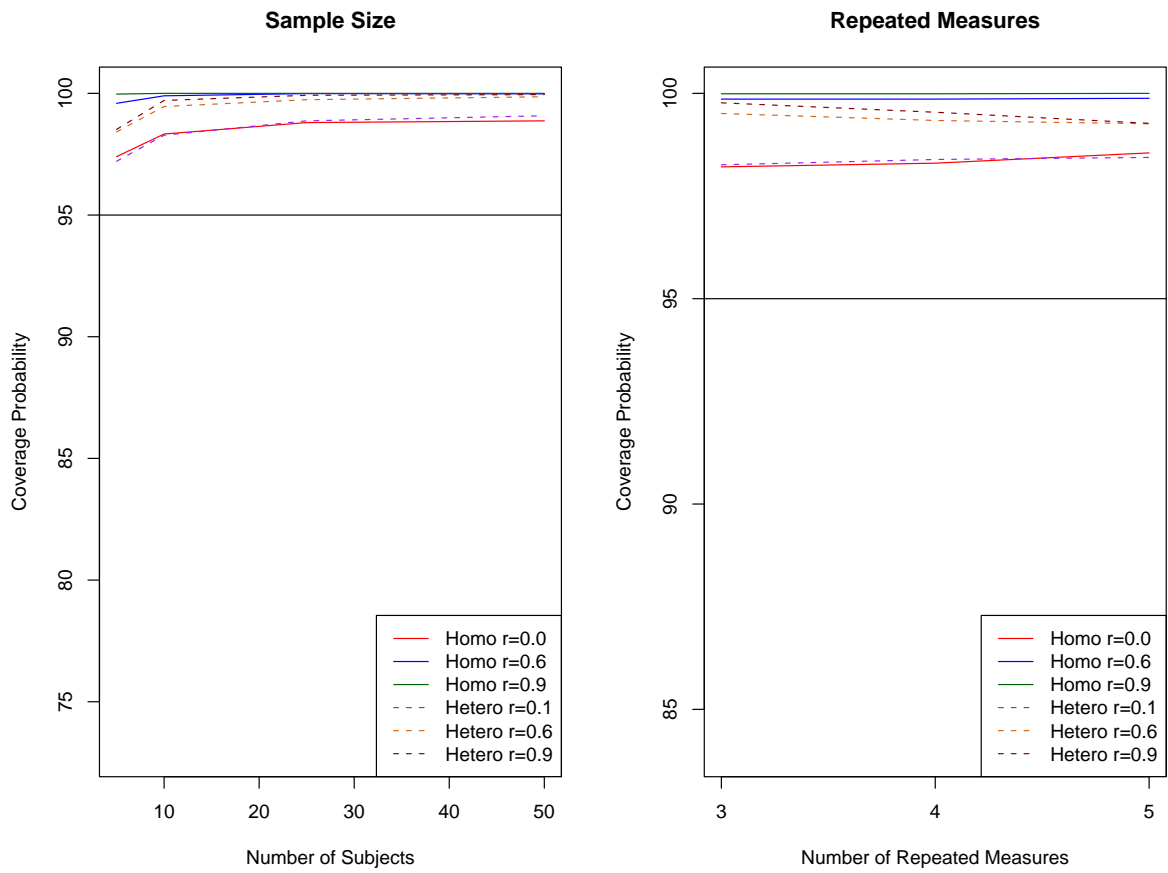 Sample Size
Coverage Probability
100
95
90
85
80
75
Homo r=0.0
Homo r=0.6
Homo r=0.9
Hetero r=0.1
Hetero r=0.6
Hetero r=0.9
10 20 30 40 50
Number of Subjects
Repeated Measures
Coverage Probability
100
95
90
85
Homo r=0.0
Homo r=0.6
Homo r=0.9
Hetero r=0.1
Hetero r=0.6
Hetero r=0.9
3 4 5
Number of Repeated Measures